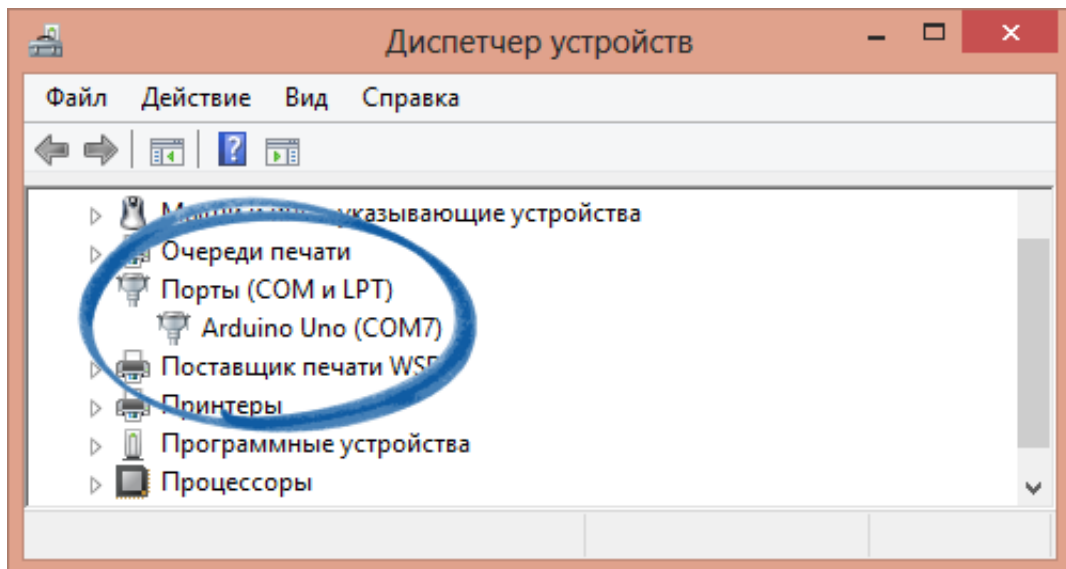 Диспетчер устройств
Файл Действие Вид Справка
указывающие устройства
Очереди печати
Порты (COM и LPT)
Arduino Uno (COM7)
Поставщик печати
Принтеры
Программные устройства
Процессоры